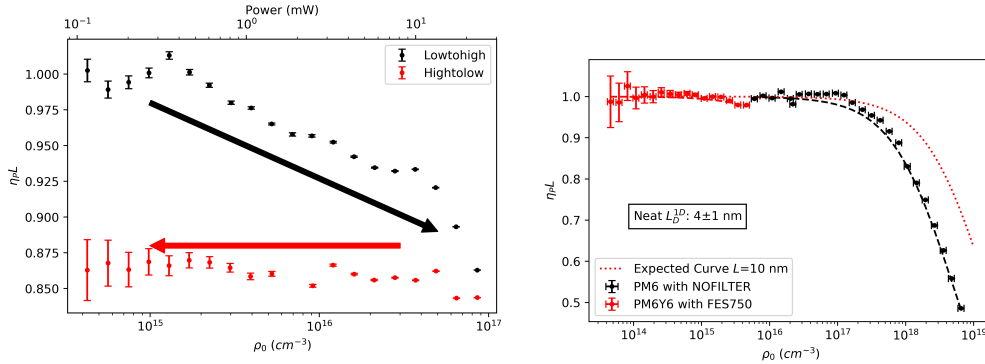 Power (mW)
10⁻¹ 10⁰ 10¹
1.000
0.975
0.950
0.925
0.900
0.875
0.850
η_PL
Lowtohigh
Hightolow
10¹⁵ 10¹⁶ 10¹⁷
ρ₀ (cm⁻³)
1.0
0.9
0.8
0.7
0.6
0.5
η_PL
Neat L_D^{1D}: 4±1 nm
Expected Curve L=10 nm
PM6 with NOFILTER
PM6Y6 with FES750
10¹⁴ 10¹⁵ 10¹⁶ 10¹⁷ 10¹⁸ 10¹⁹
ρ₀ (cm⁻³)